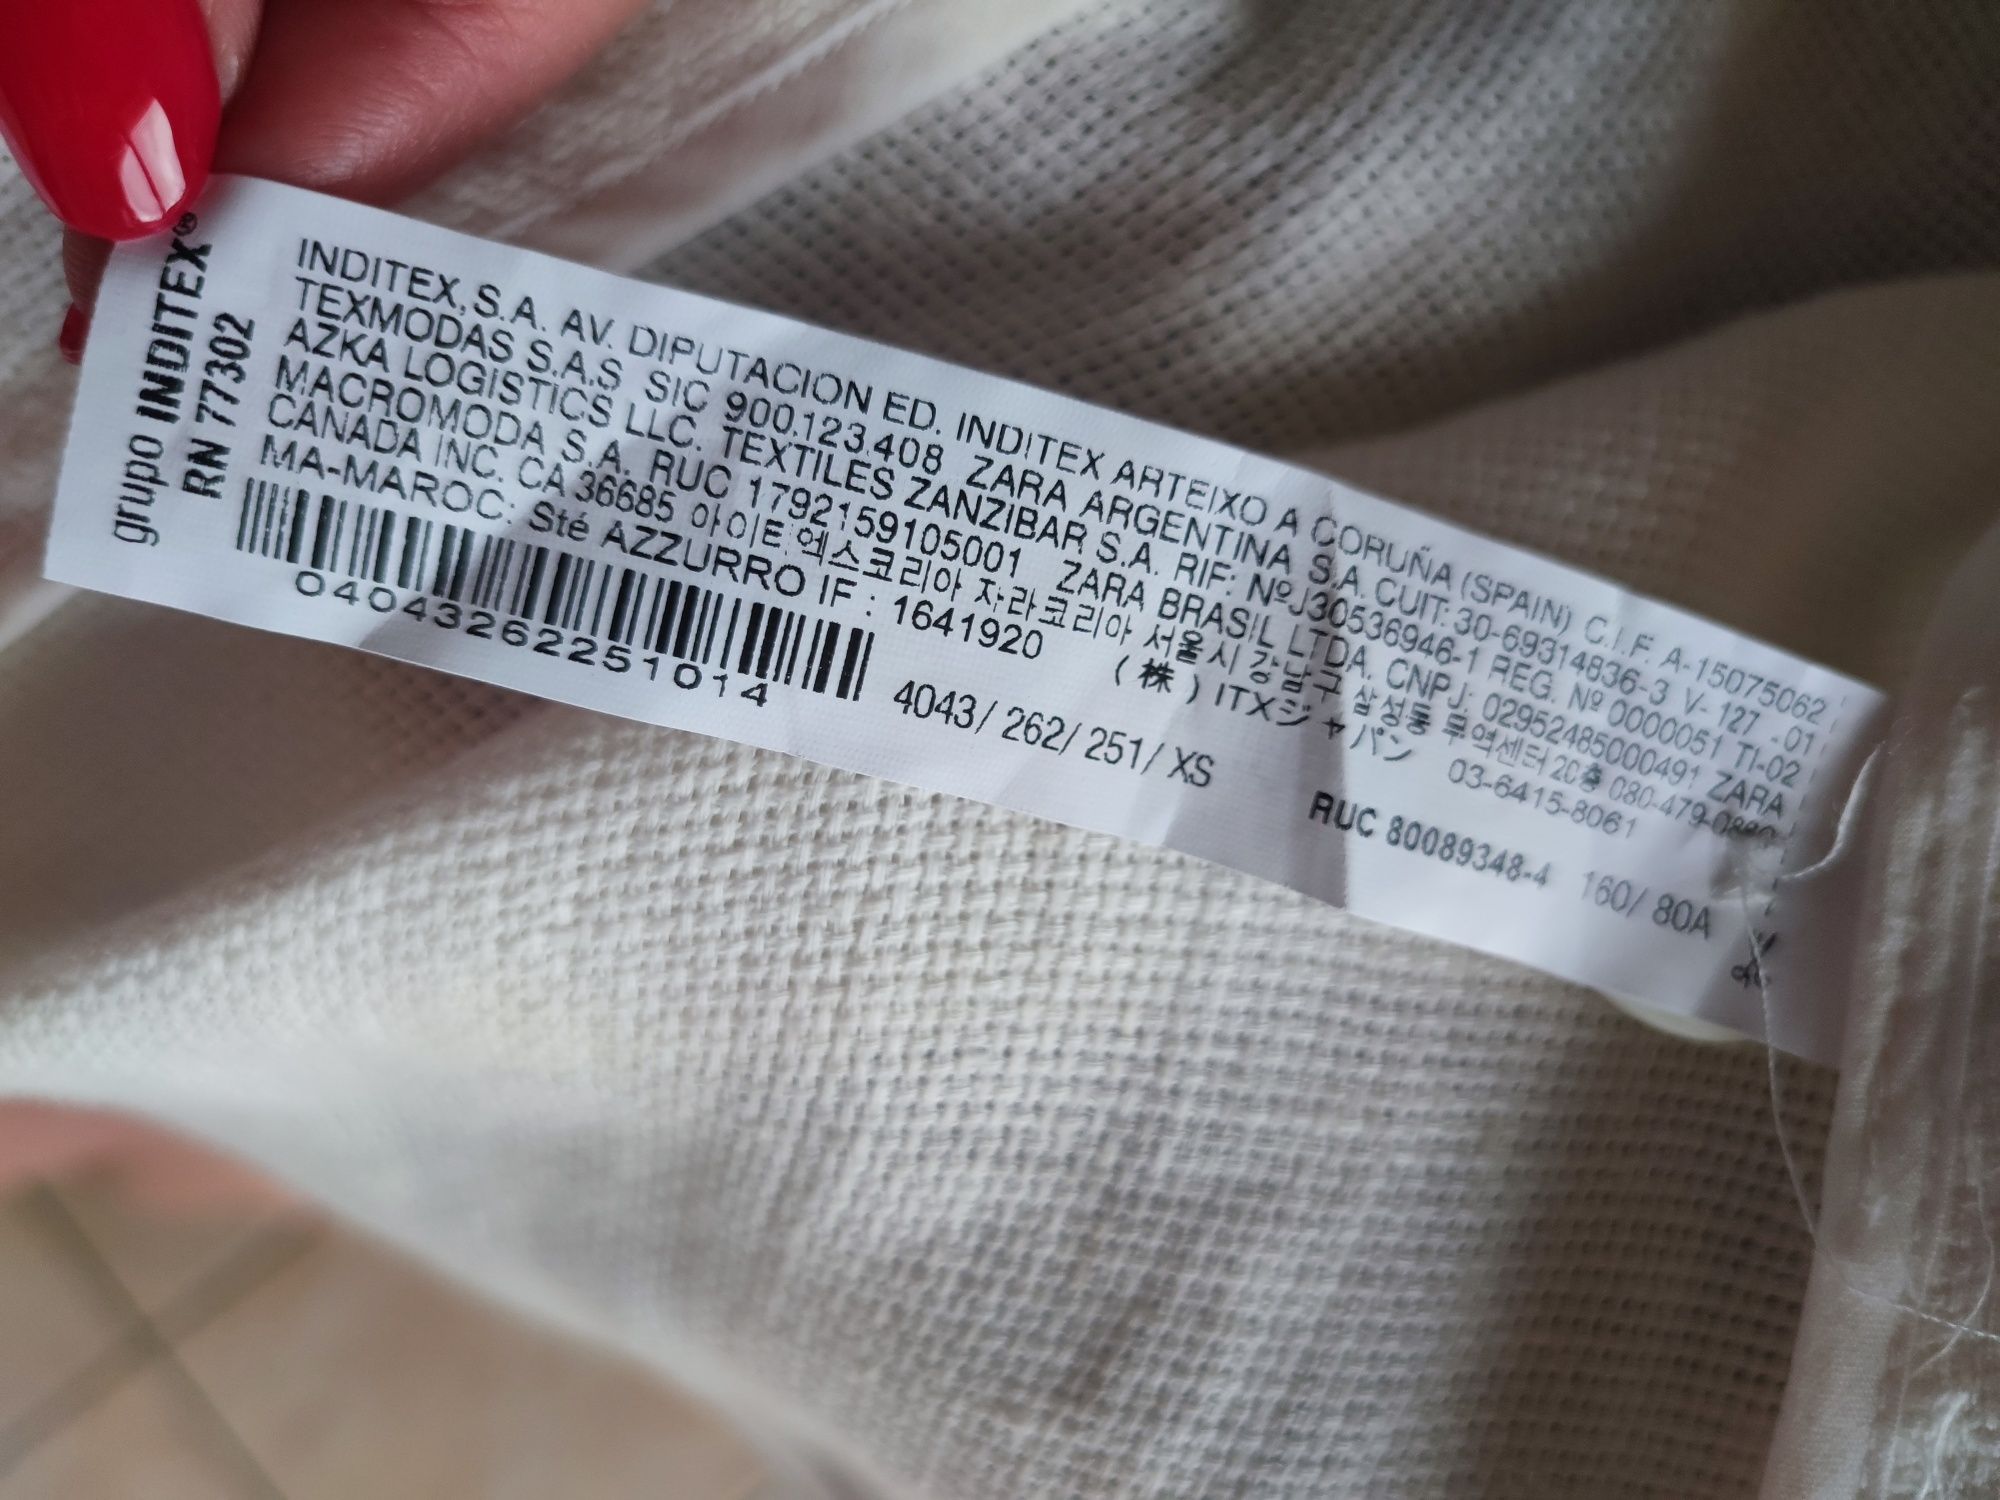 grupo INDITEX®
RN 77302
INDITEX, S.A. AV. DIPUTACION ED. INDITEX ARTEIXO A CORUÑA (SPAIN) C.I.F. A-15075062
TEXMODAS S.A.S SIC 900.123.408 ZARA ARGENTINA S.A. CUIT: 30-69314836-3 V-127 -01
AZKA LOGISTICS LLC. TEXTILES ZANZIBAR S.A. RIF: NºJ30536946-1 REG. Nº 0000051 TI-02
MACROMODA S.A. RUC 1792159105001 ZARA BRASIL LTDA. CNPJ: 02952485000491 ZARA
CANADA INC. CA 36685 아이티엑스코리아 자라코리아 서울시 강남구 삼성동 무역센터 20층
MA-MAROC: Sté AZZURRO IF : 1641920 (株) ITXジャパン 03-6415-8061
04043262251014
4043/ 262/ 251/ XS
RUC 80089348-4 160/ 80A